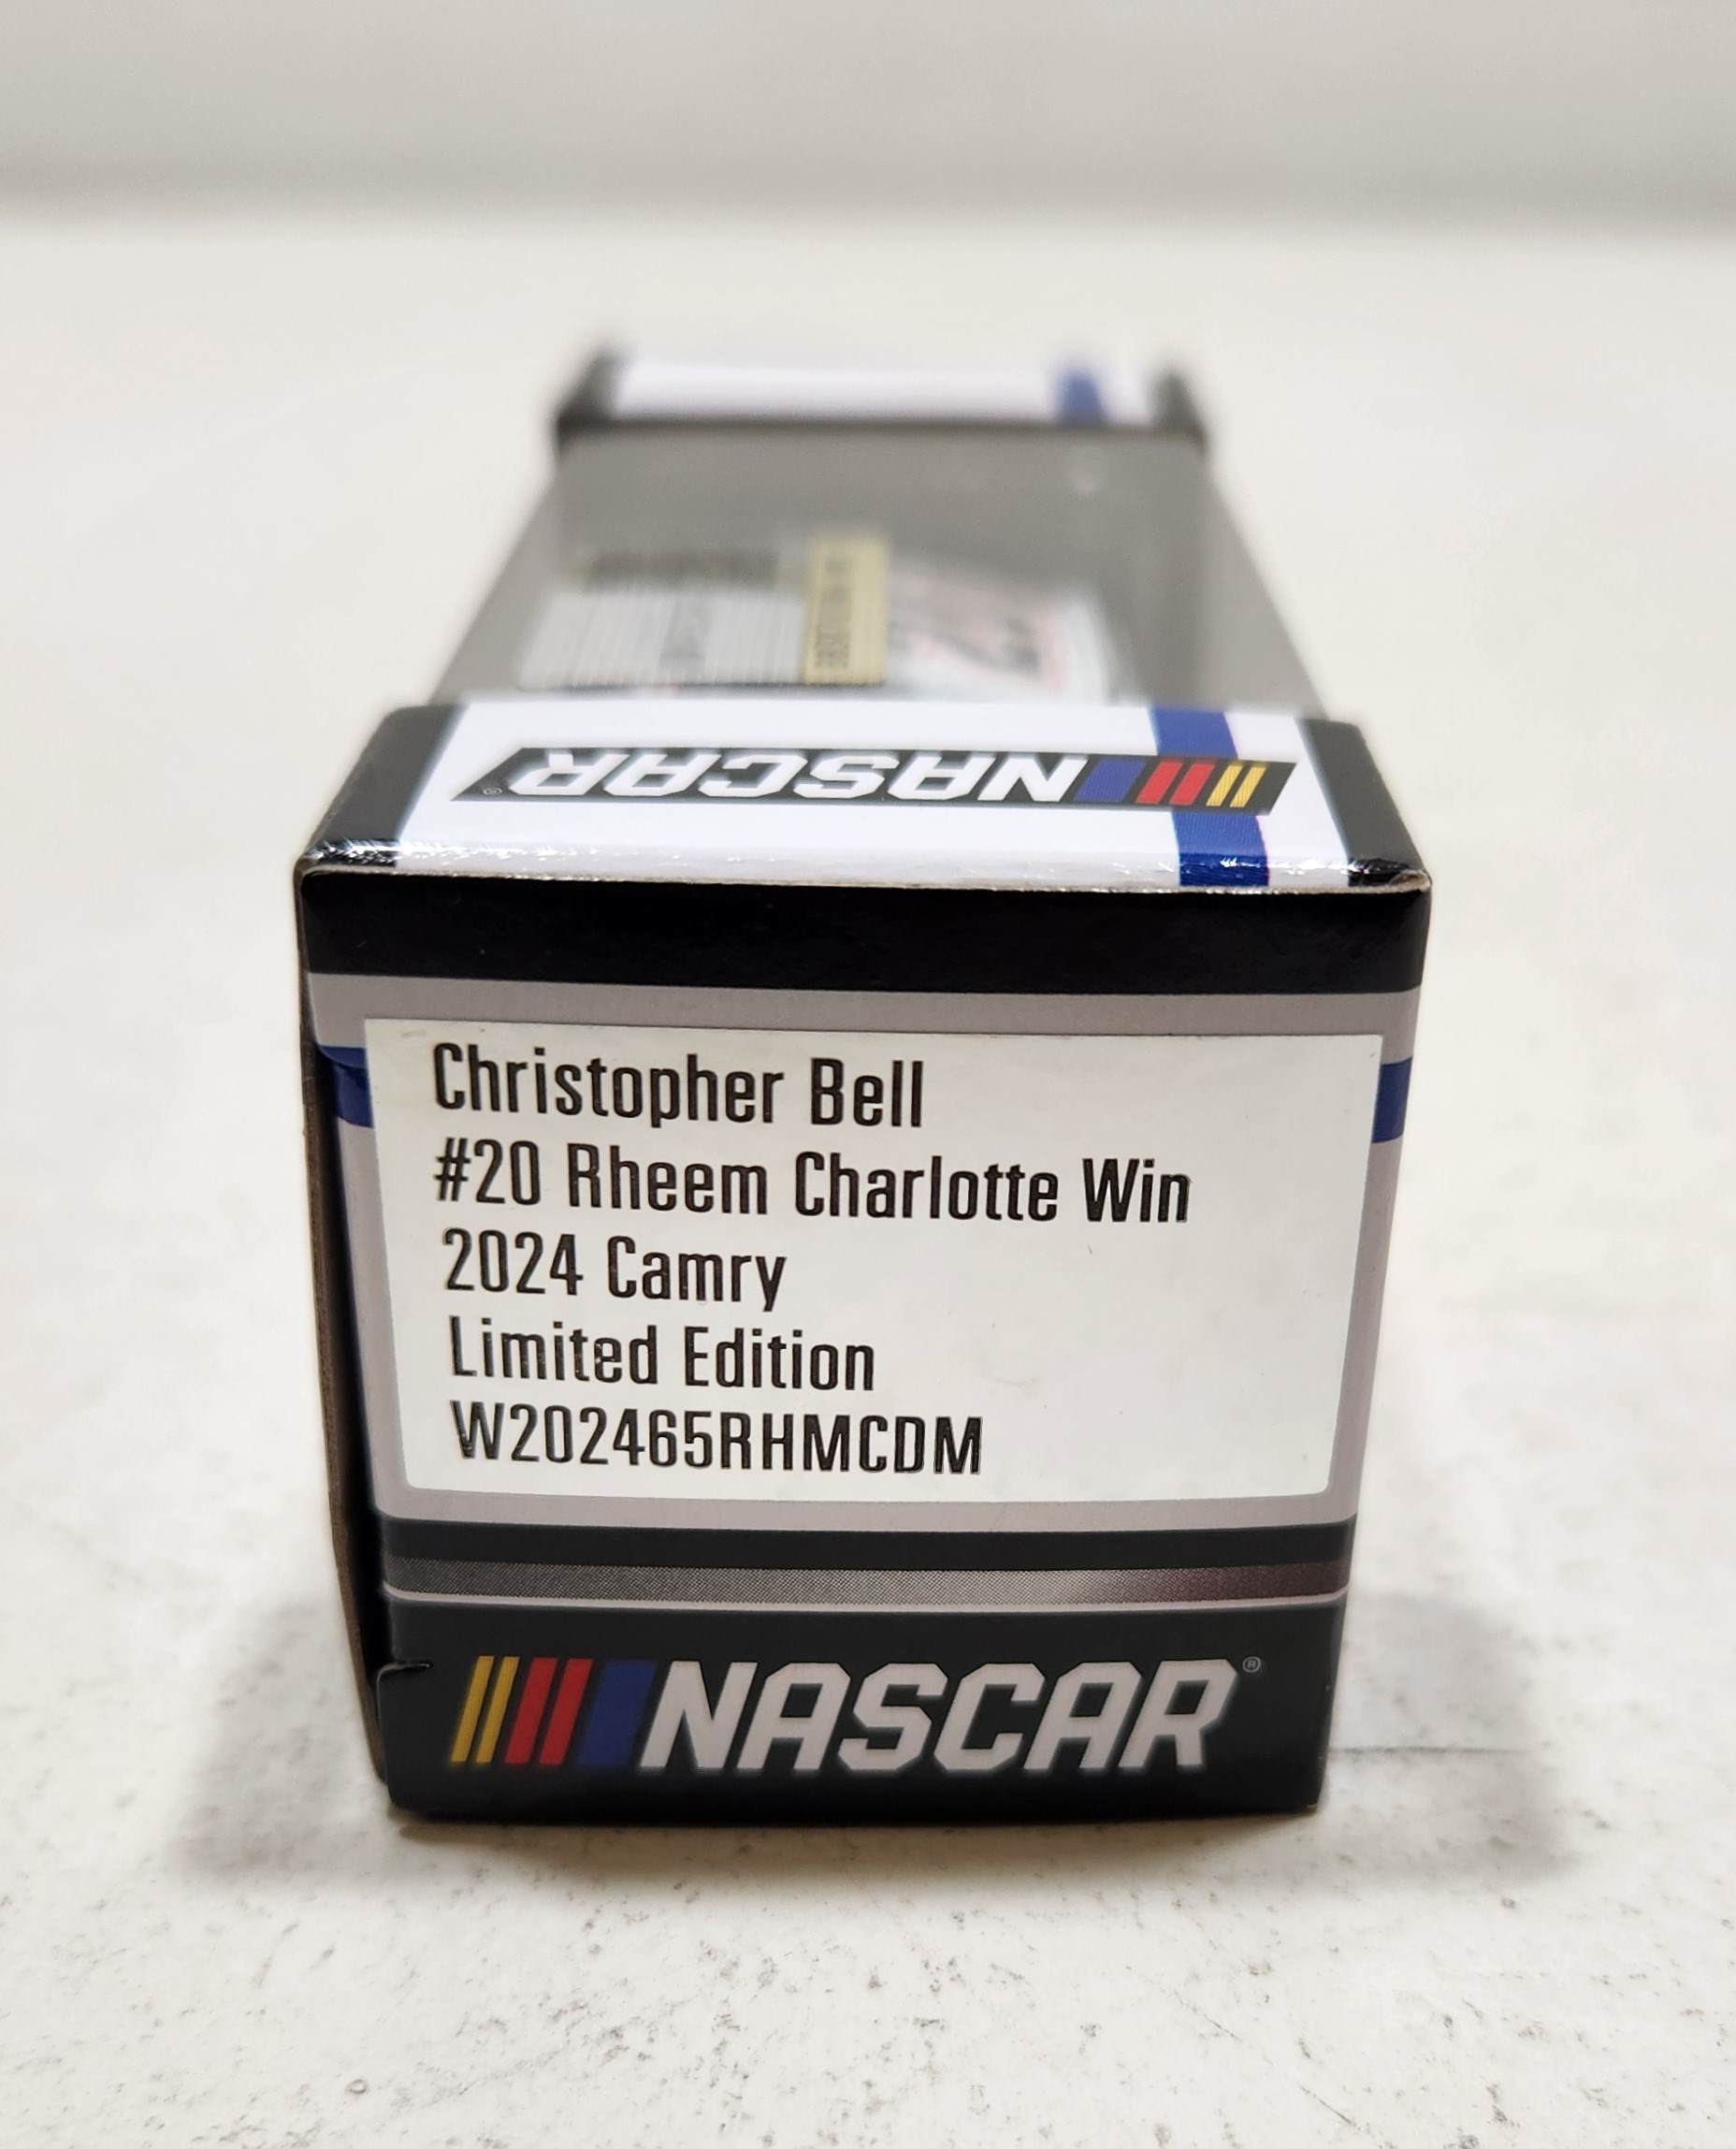 NASCAR
Christopher Bell
#20 Rheem Charlotte Win
2024 Camry
Limited Edition
W202465RHMCDM
NASCAR®